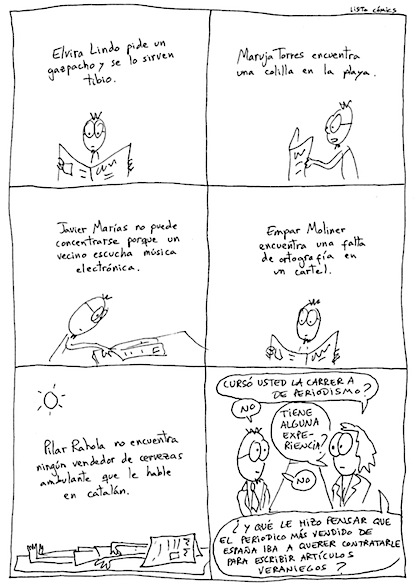 LISTO CÓMICS
Elvira Lindo pide un
gazpacho y se lo sirven
tibio.
Maruja Torres encuentra
una colilla en la playa.
Javier Marías no puede
concentrarse porque un
vecino escucha música
electrónica.
Empar Moliner
encuentra una falta
de ortografía en
un cartel.
Pilar Rahola no encuentra
ningún vendedor de cervezas
ambulante que le hable
en catalán.
CURSÓ USTED LA CARRERA
DE PERIODISMO?
NO
TIENE
ALGUNA
EXPE-
RIENCIA?
NO
¿Y QUÉ LE HIZO PENSAR QUE
EL PERIODICO MÁS VENDIDO DE
ESPAÑA IBA A QUERER CONTRATARLE
PARA ESCRIBIR ARTÍCULOS
VERANIEGOS?